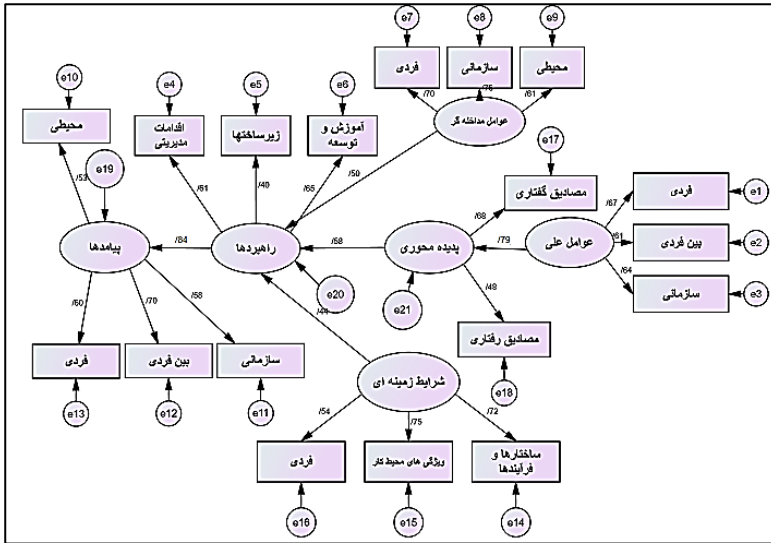 e7
e8
e9
فردی
سازمانی
محیطی
/70
/75
/61
عوامل مداخله گر
e10
e4
e5
e6
محیطی
اقدامات
مدیریتی
زیرساختها
آموزش و
توسعه
/53
/61
/40
/65
/50
e19
e17
مصادیق گفتاری
/68
پیامدها
/84
راهبردها
/58
پدیده محوری
/79
عوامل علی
/67
فردی
e1
/61
بین فردی
e2
/64
سازمانی
e3
e20
e21
/44
/48
مصادیق رفتاری
e18
/60
/70
/58
فردی
بین فردی
سازمانی
e13
e12
e11
شرایط زمینه ای
/54
/75
/72
فردی
ویژگی های محیط کار
ساختارها و
فرآیندها
e16
e15
e14